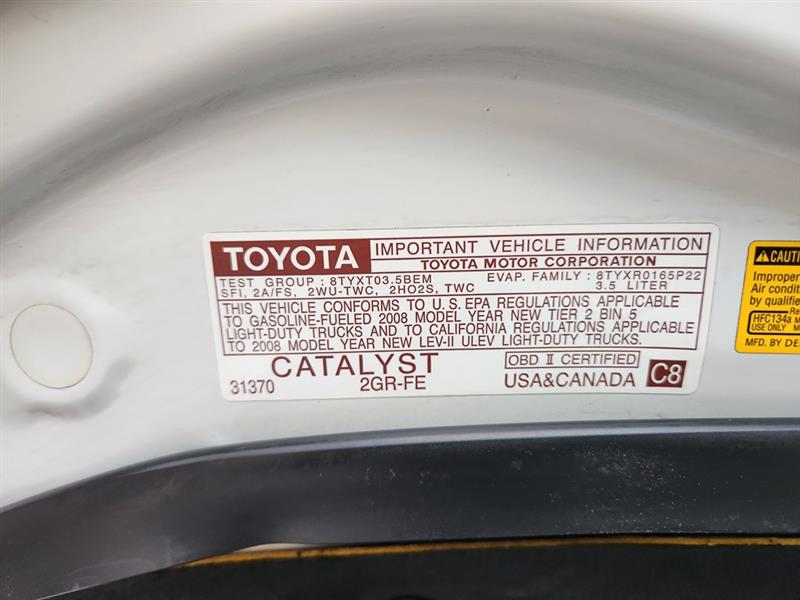 TOYOTA IMPORTANT VEHICLE INFORMATION
TOYOTA MOTOR CORPORATION
TEST GROUP : 8TYXT03.5BEM EVAP. FAMILY : 8TYXR0165P22
SFI, 2A/FS, 2WU-TWC, 2HO2S, TWC 3.5 LITER
THIS VEHICLE CONFORMS TO U.S. EPA REGULATIONS APPLICABLE
TO GASOLINE-FUELED 2008 MODEL YEAR NEW TIER 2 BIN 5
LIGHT-DUTY TRUCKS AND TO CALIFORNIA REGULATIONS APPLICABLE
TO 2008 MODEL YEAR NEW LEV-II ULEV LIGHT-DUTY TRUCKS.
CATALYST OBD II CERTIFIED
31370 2GR-FE USA&CANADA C8
Improper
Air condi
by qualifie
HFC134a
USE ONLY
MFD. BY DE